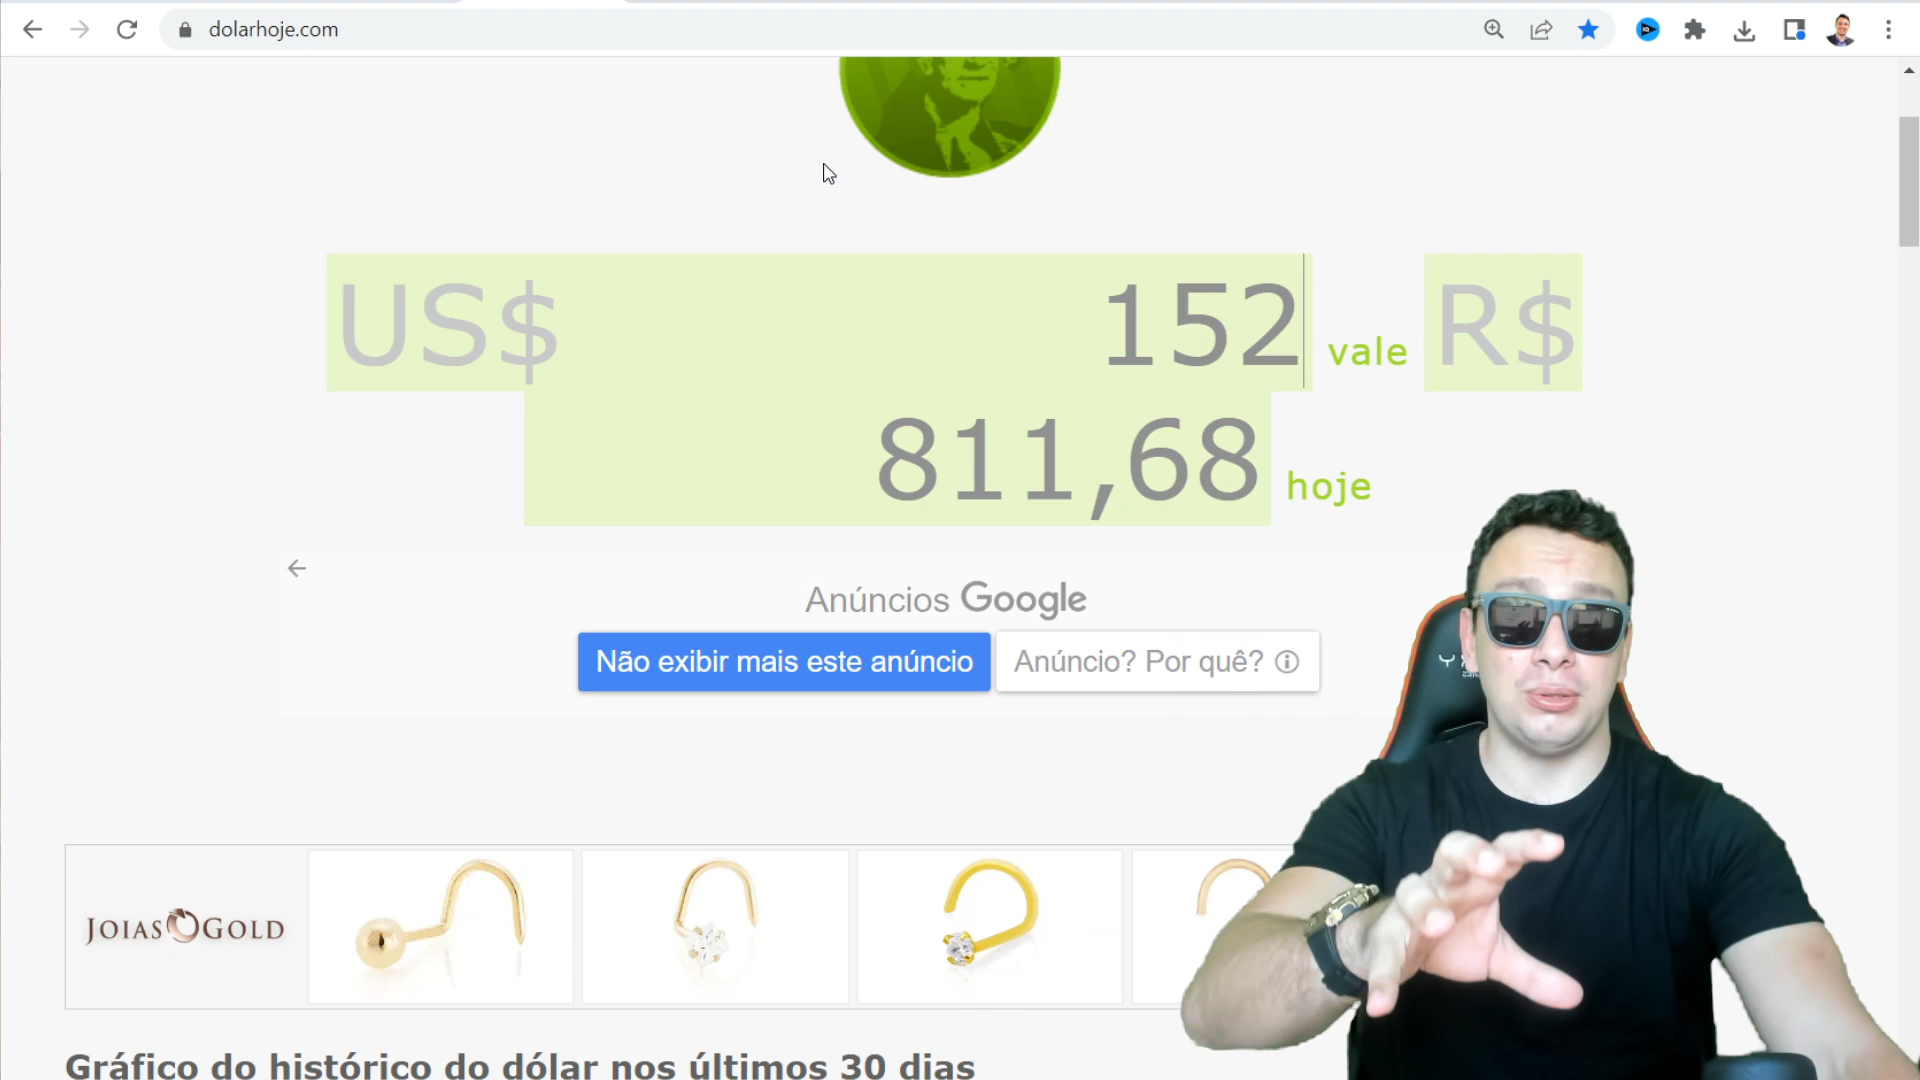 dolarhoje.com
US$ 152 vale R$
811,68 hoje
Anúncios Google
Não exibir mais este anúncio
Anúncio? Por quê?
JOIAS GOLD
Gráfico do histórico do dólar nos últimos 30 dias